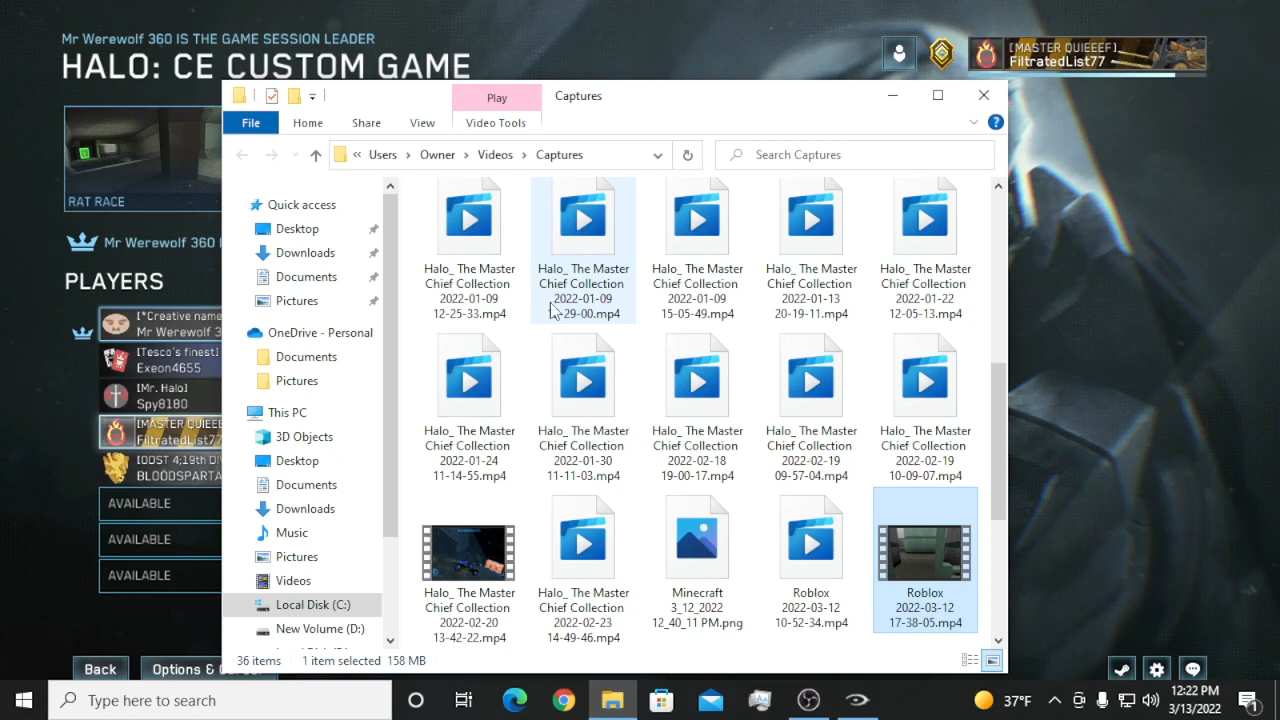 Mr Werewolf 360 IS THE GAME SESSION LEADER
HALO: CE CUSTOM GAME
[MASTER QUIEEEF]
FiltratedList77
RAT RACE
Mr Werewolf 360
PLAYERS
[*Creative name
Mr Werewolf 3
[Tesco's finest]
Exeon4655
[Mr. Halo]
Spy8180
[MASTER QUIEEE
FiltratedList77
[ODST 4;19th DIV
BLOODSPARTA
AVAILABLE
AVAILABLE
AVAILABLE
Back
Options &
Play
Captures
File
Home
Share
View
Video Tools
« Users > Owner > Videos > Captures
Search Captures
Quick access
Desktop
Downloads
Documents
Pictures
OneDrive - Personal
Documents
Pictures
This PC
3D Objects
Desktop
Documents
Downloads
Music
Pictures
Videos
Local Disk (C:)
New Volume (D:)
Halo_ The Master
Chief Collection
2022-01-09
12-25-33.mp4
Halo_ The Master
Chief Collection
2022-01-09
-29-00.mp4
Halo_ The Master
Chief Collection
2022-01-09
15-05-49.mp4
Halo_ The Master
Chief Collection
2022-01-13
20-19-11.mp4
Halo_ The Master
Chief Collection
2022-01-22
12-05-13.mp4
Halo_ The Master
Chief Collection
2022-01-24
11-14-55.mp4
Halo_ The Master
Chief Collection
2022-01-30
11-11-03.mp4
Halo_ The Master
Chief Collection
2022-02-18
19-00-17.mp4
Halo_ The Master
Chief Collection
2022-02-19
09-57-04.mp4
Halo_ The Master
Chief Collection
2022-02-19
10-09-07.mp4
Halo_ The Master
Chief Collection
2022-02-20
13-42-22.mp4
Halo_ The Master
Chief Collection
2022-02-23
14-49-46.mp4
Minecraft
3_12_2022
12_40_11 PM.png
Roblox
2022-03-12
10-52-34.mp4
Roblox
2022-03-12
17-38-05.mp4
36 items 1 item selected 158 MB
Type here to search
37°F
12:22 PM
3/13/2022
1